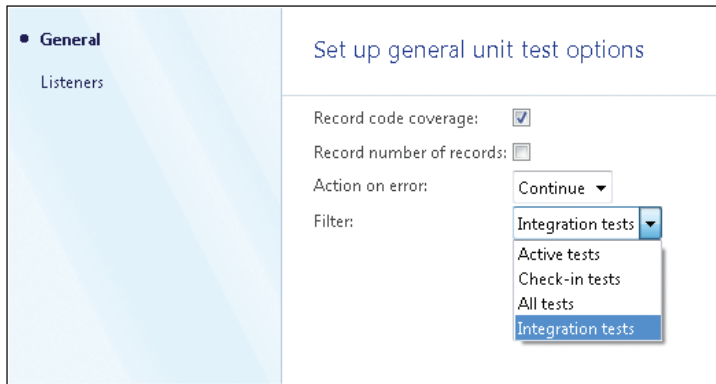 General
Listeners
Set up general unit test options
Record code coverage:
Record number of records:
Action on error: Continue
Filter: Integration tests
Active tests
Check-in tests
All tests
Integration tests